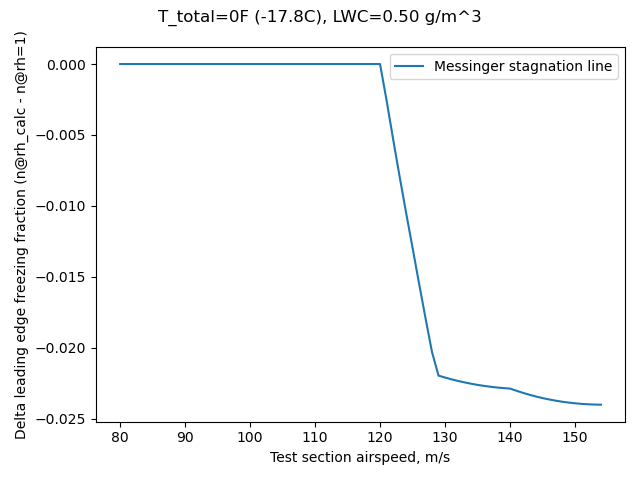 T_total=0F (-17.8C), LWC=0.50 g/m^3
Delta leading edge freezing fraction (n@rh_calc - n@rh=1)
0.000
−0.005
−0.010
−0.015
−0.020
−0.025
Messinger stagnation line
80 90 100 110 120 130 140 150
Test section airspeed, m/s